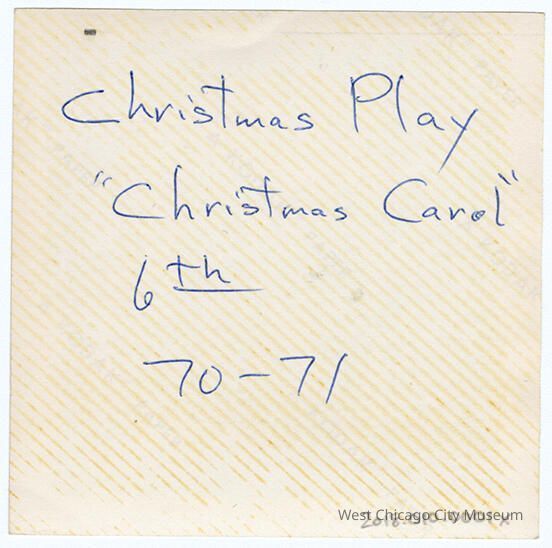 Christmas Play
"Christmas Carol"
6th
70-71
West Chicago City Museum